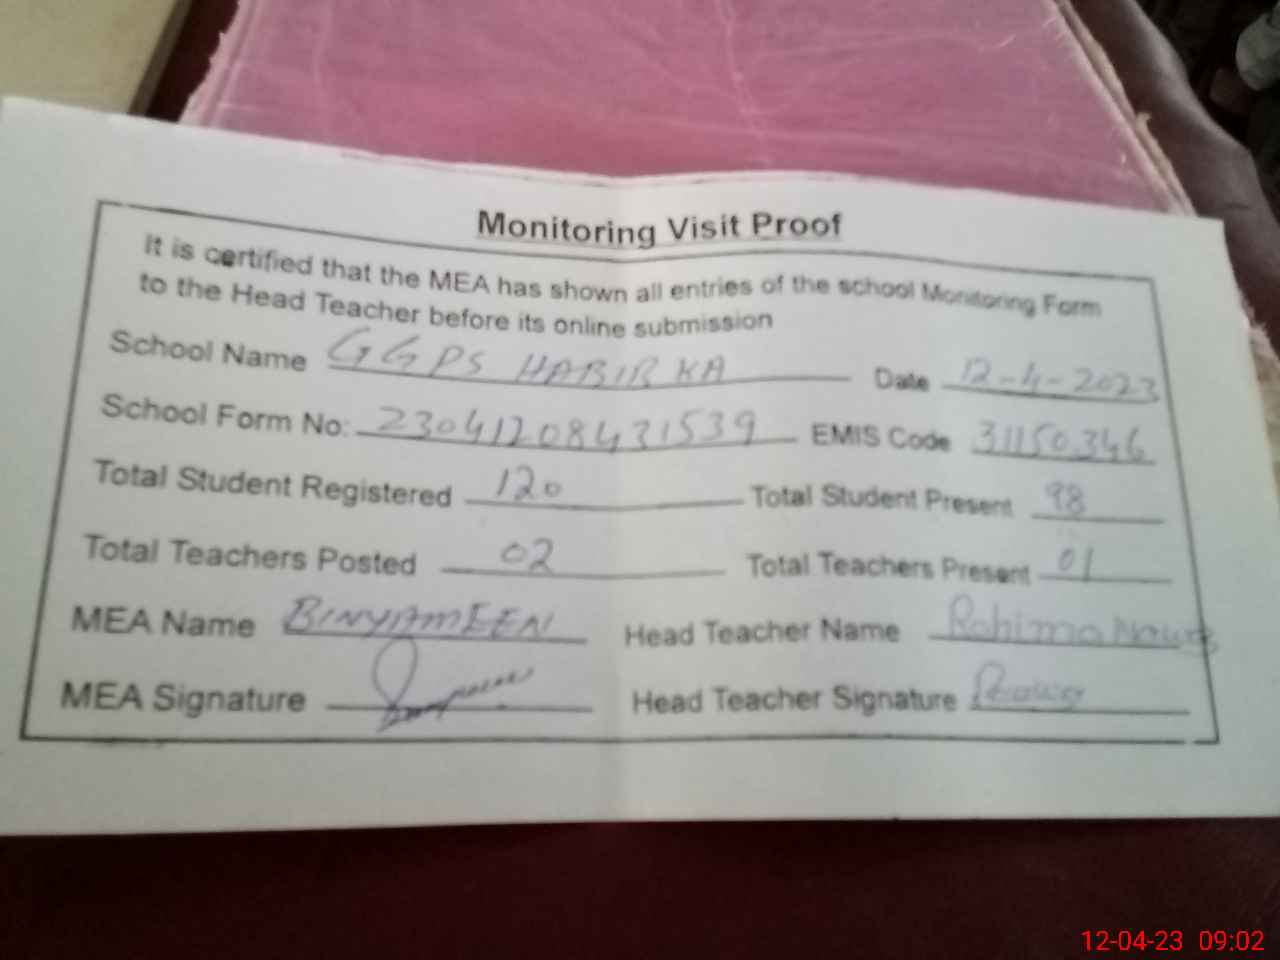 Monitoring Visit Proof
It is certified that the MEA has shown all entries of the school Monitoring Form
to the Head Teacher before its online submission
School Name GGPS HABIB KA Date 12-4-2023
School Form No: 230412084 31539 EMIS Code 31150346
Total Student Registered 120 Total Student Present 98
Total Teachers Posted 02 Total Teachers Present 01
MEA Name BINYAMEEN Head Teacher Name Rahima
MEA Signature Head Teacher Signature
12-04-23 09:02